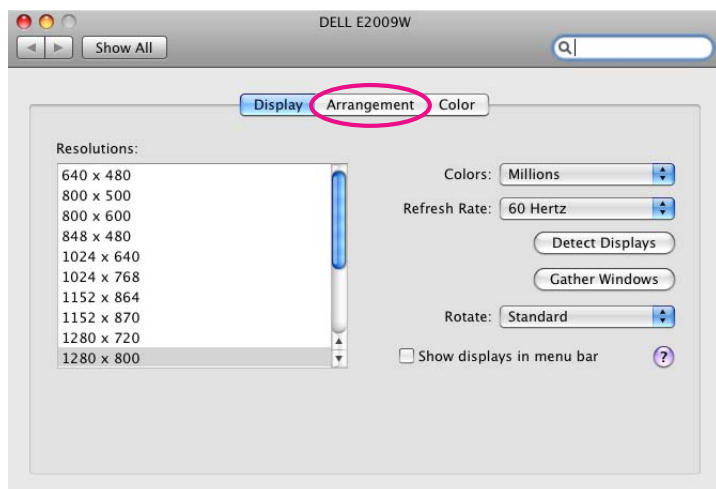 DELL E2009W
Show All
Display Arrangement Color
Resolutions:
640 x 480
800 x 500
800 x 600
848 x 480
1024 x 640
1024 x 768
1152 x 864
1152 x 870
1280 x 720
1280 x 800
Colors: Millions
Refresh Rate: 60 Hertz
Detect Displays
Gather Windows
Rotate: Standard
Show displays in menu bar ?